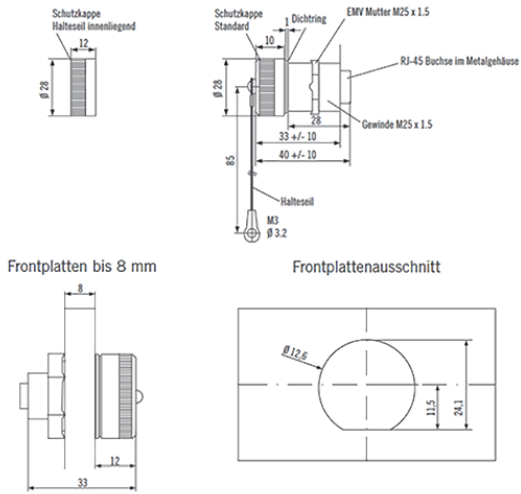 Schutzkappe
Halteseil innenliegend
12
Ø 28
Schutzkappe
Standard
1
Dichtring
EMV Mutter M25 x 1.5
10
RJ-45 Buchse im Metalgehäuse
Ø 28
Gewinde M25 x 1.5
28
33 +/- 10
40 +/- 10
85
Halteseil
M3
Ø 3.2
Frontplatten bis 8 mm
8
12
33
Frontplattenausschnitt
Ø 12,6
11,5
24,1